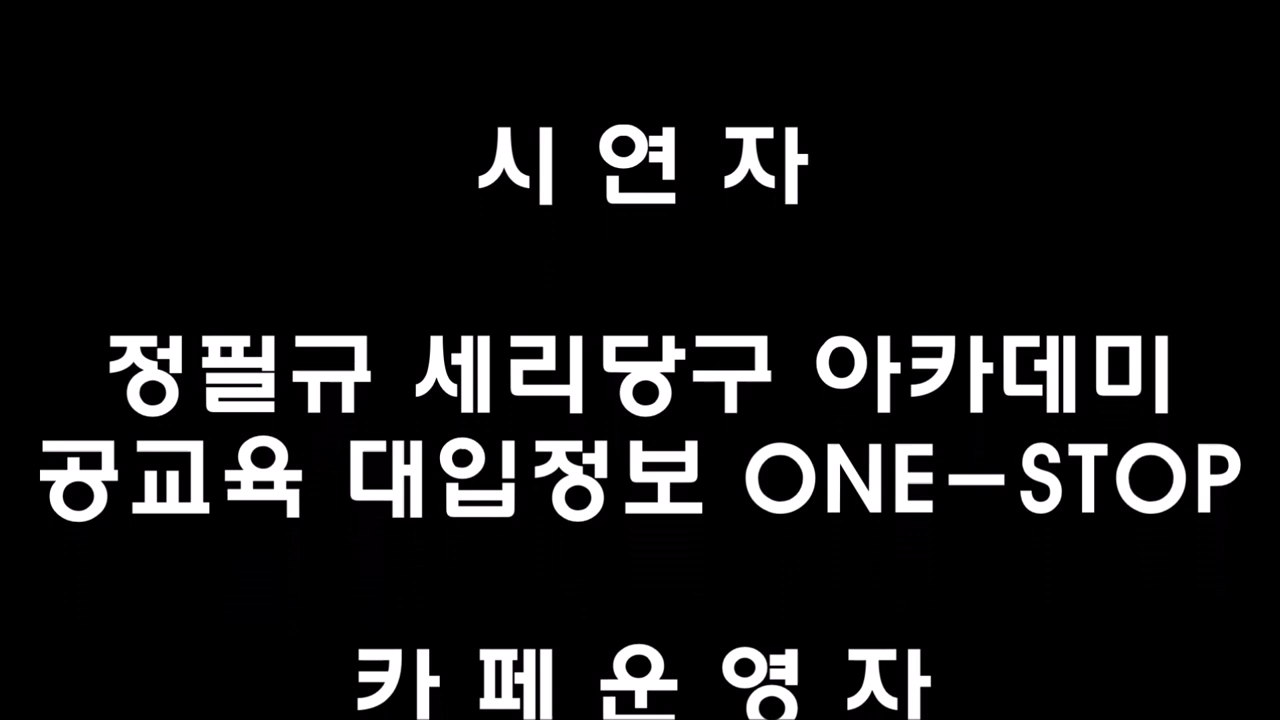 시 연 자
정필규 세리당구 아카데미
공교육 대입정보 ONE-STOP
카 페 운 영 자